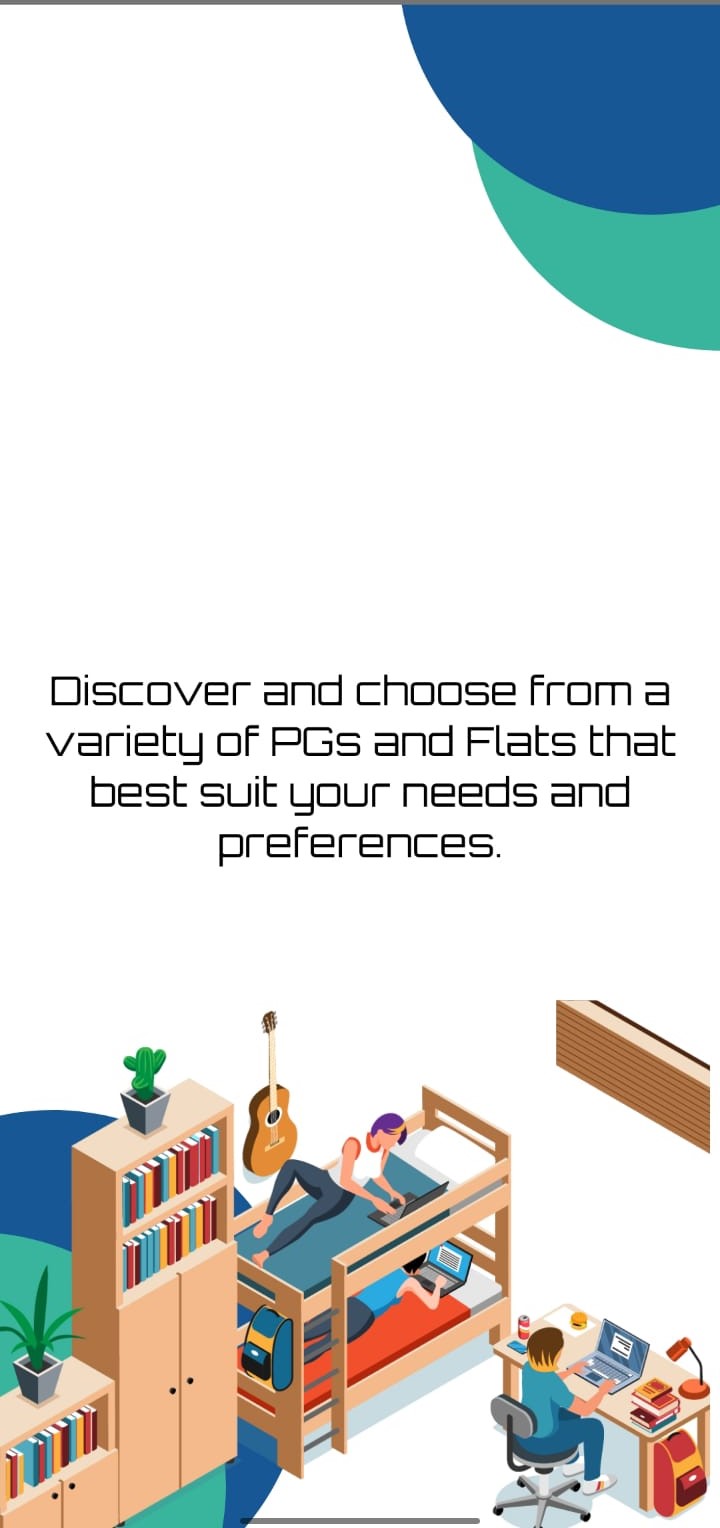 Discover and choose from a
variety of PGs and Flats that
best suit your needs and
preferences.